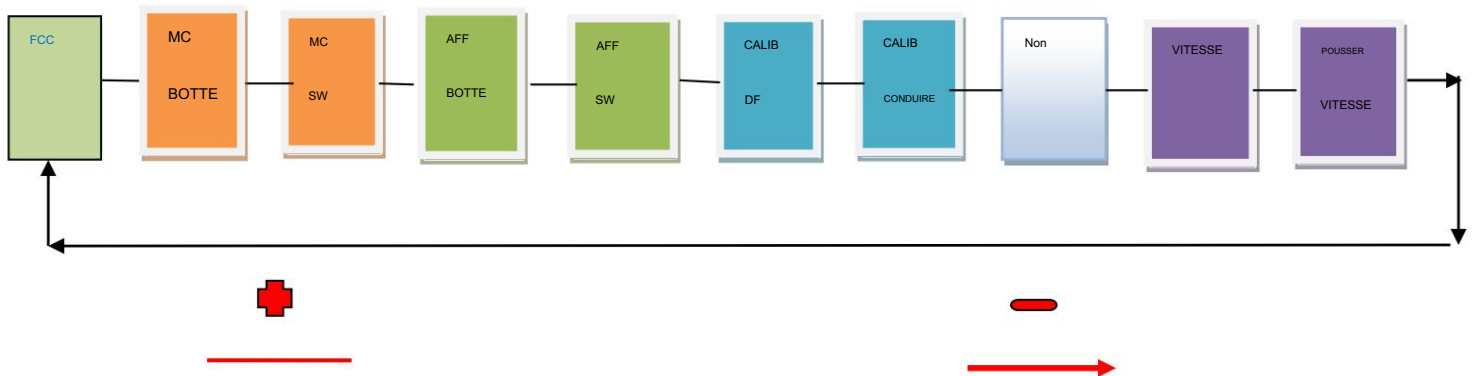 FCC
MC
BOTTE
MC
SW
AFF
BOTTE
AFF
SW
CALIB
DF
CALIB
CONDUIRE
Non
VITESSE
POUSSER
VITESSE